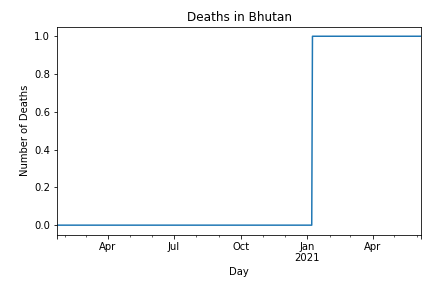 Deaths in Bhutan
Number of Deaths
1.0
0.8
0.6
0.4
0.2
0.0
Apr
Jul
Oct
Jan
2021
Apr
Day